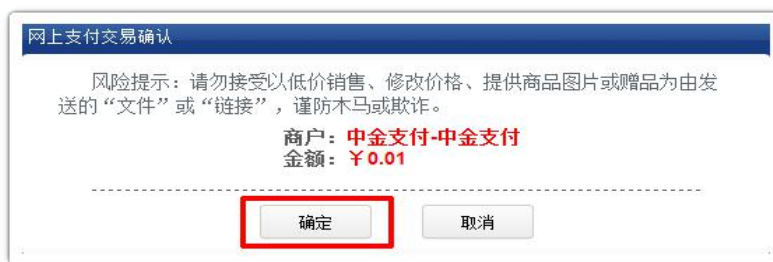 网上支付交易确认
风险提示：请勿接受以低价销售、修改价格、提供商品图片或赠品为由发
送的“文件”或“链接”，谨防木马或欺诈。
商户：中金支付-中金支付
金额：￥0.01
确定 取消